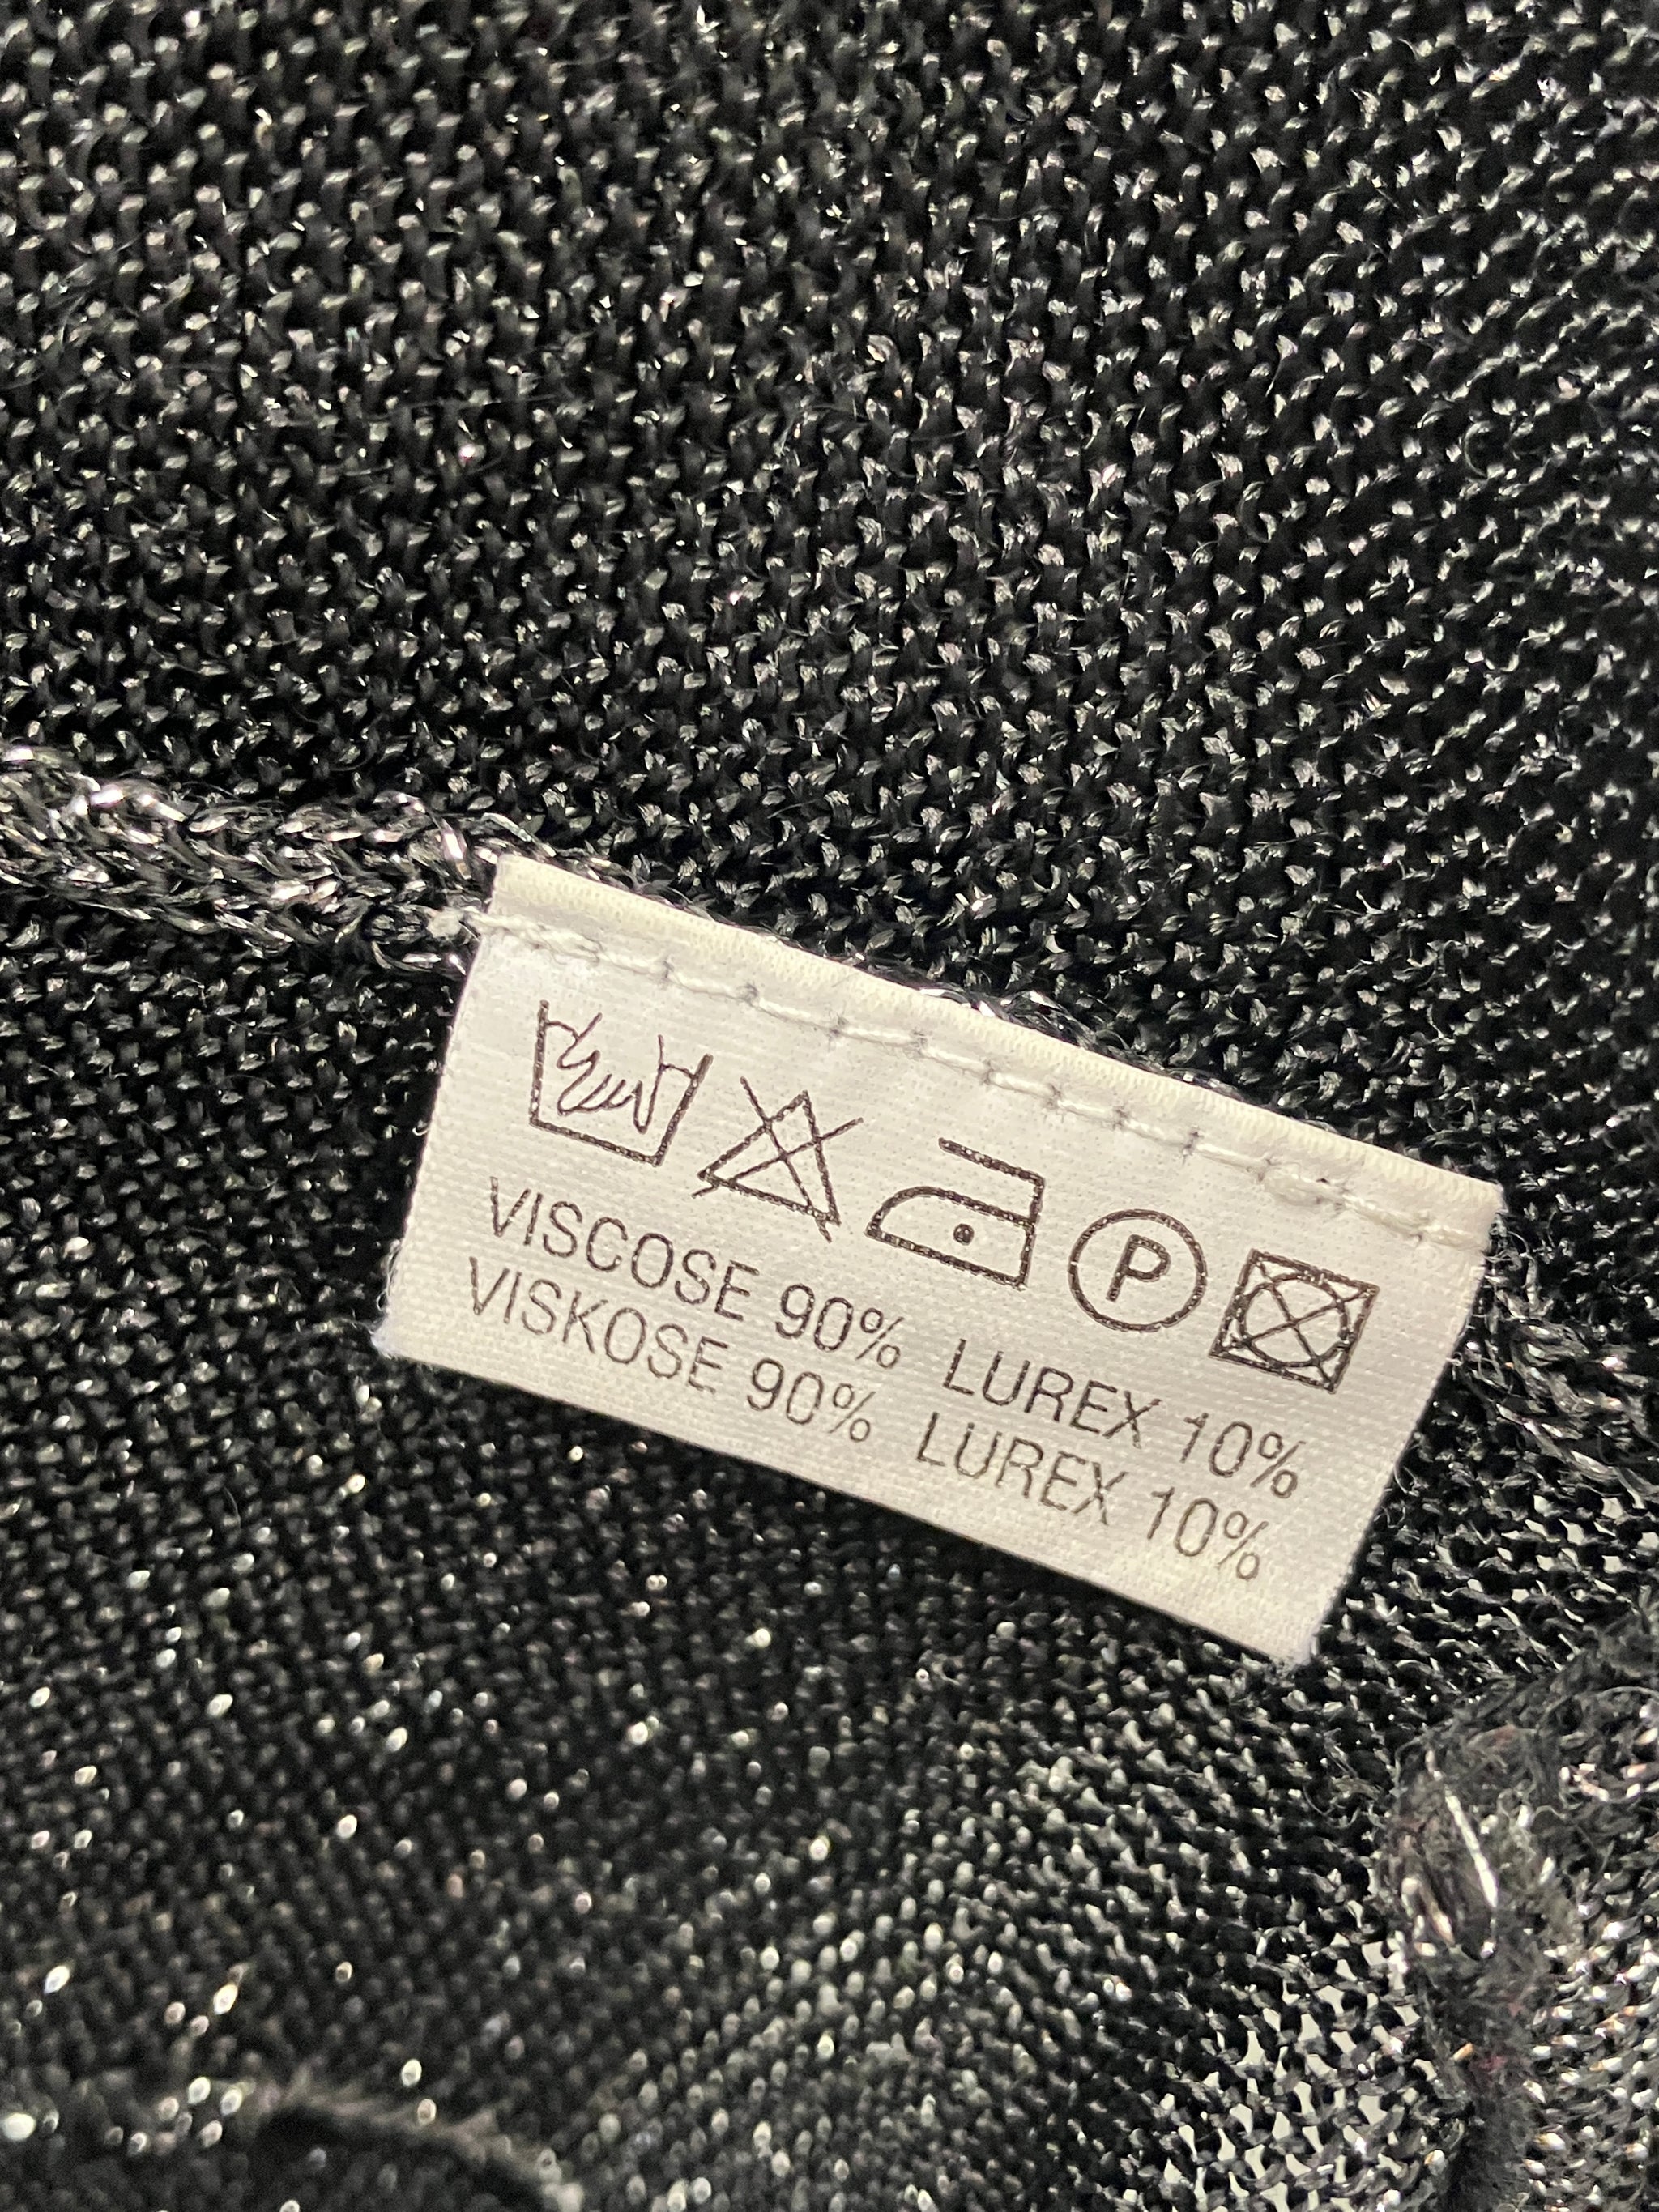 P
VISCOSE 90% LUREX 10%
VISKOSE 90% LUREX 10%